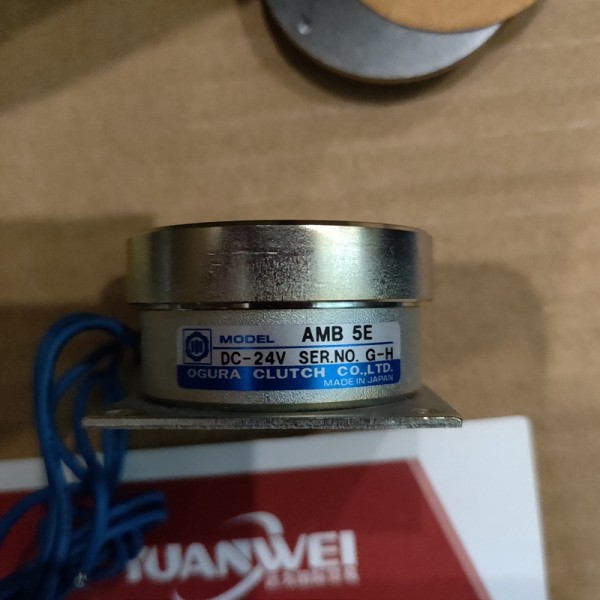 MODEL AMB 5E
DC-24V SER.NO. G-H
OGURA CLUTCH CO.,LTD.
MADE IN JAPAN
YUANWEI